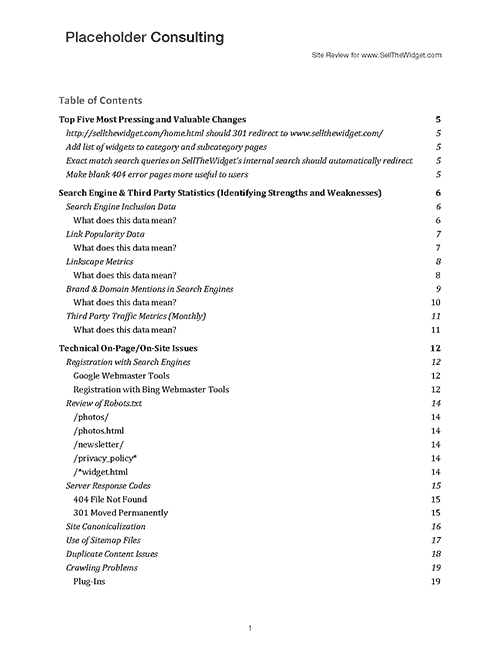 Placeholder Consulting
Site Review for www.SellTheWidget.com
Table of Contents
Top Five Most Pressing and Valuable Changes 5
http://sellthewidget.com/home.html should 301 redirect to www.sellthewidget.com/ 5
Add list of widgets to category and subcategory pages 5
Exact match search queries on SellTheWidget's internal search should automatically redirect 5
Make blank 404 error pages more useful to users 5
Search Engine & Third Party Statistics (Identifying Strengths and Weaknesses) 6
Search Engine Inclusion Data 6
What does this data mean? 6
Link Popularity Data 7
What does this data mean? 7
Linkscape Metrics 8
What does this data mean? 8
Brand & Domain Mentions in Search Engines 9
What does this data mean? 10
Third Party Traffic Metrics (Monthly) 11
What does this data mean? 11
Technical On-Page/On-Site Issues 12
Registration with Search Engines 12
Google Webmaster Tools 12
Registration with Bing Webmaster Tools 12
Review of Robots.txt 14
/photos/ 14
/photos.html 14
/newsletter/ 14
/privacy_policy* 14
/*widget.html 14
Server Response Codes 15
404 File Not Found 15
301 Moved Permanently 15
Site Canonicalization 16
Use of Sitemap Files 17
Duplicate Content Issues 18
Crawling Problems 19
Plug-Ins 19
1